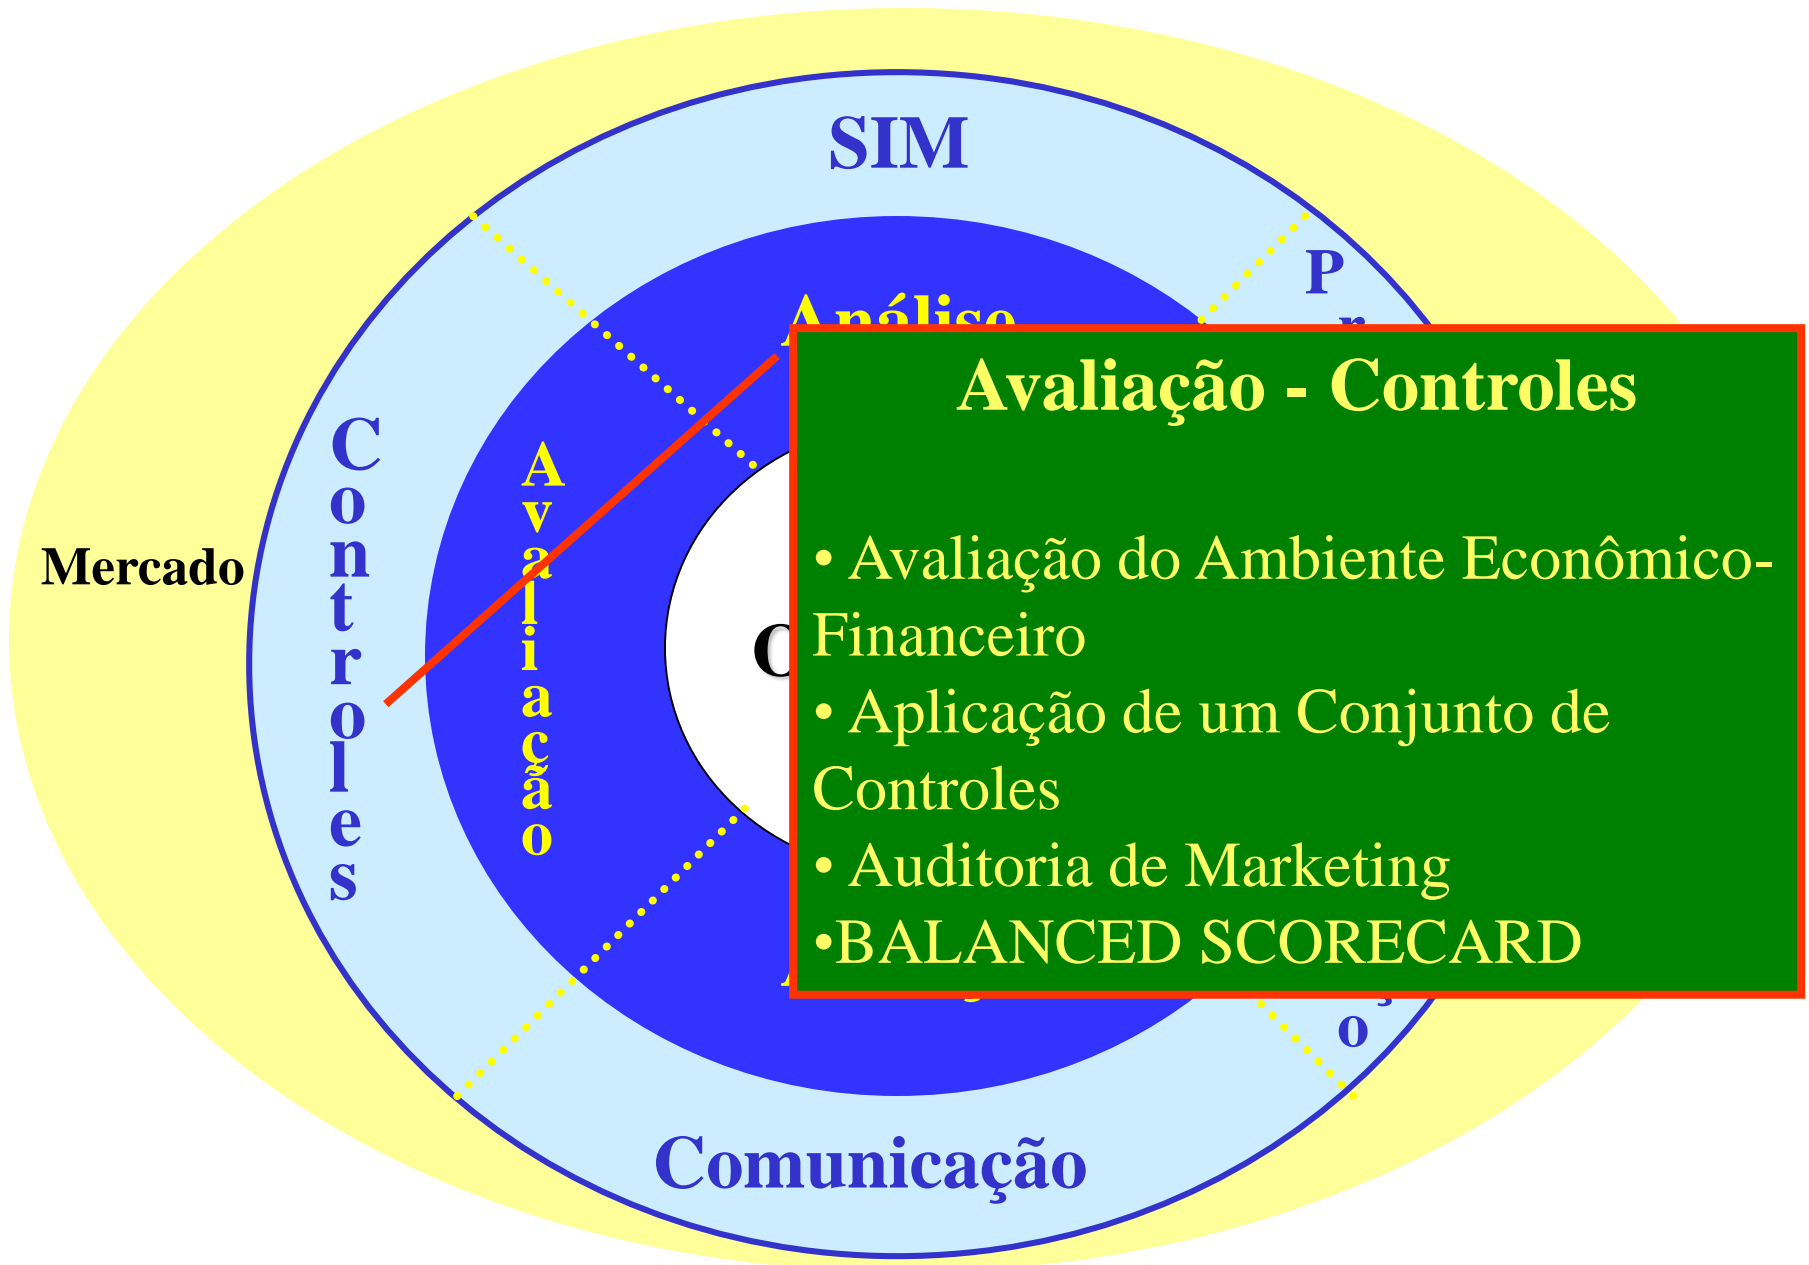 SIM
Análise
Controles
Avaliação
Mercado
Avaliação - Controles
• Avaliação do Ambiente Econômico-
Financeiro
• Aplicação de um Conjunto de
Controles
• Auditoria de Marketing
•BALANCED SCORECARD
Comunicação